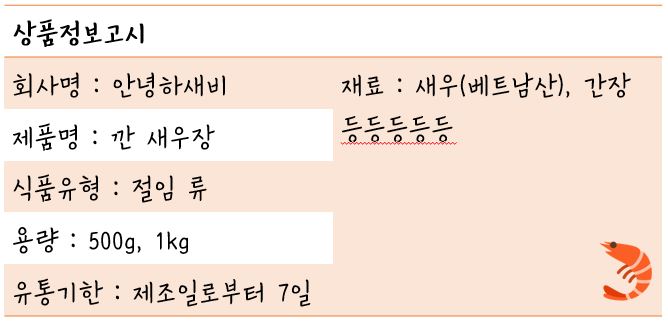 상품정보고시
회사명 : 안녕하새비
제품명 : 깐 새우장
식품유형 : 절임 류
용량 : 500g, 1kg
유통기한 : 제조일로부터 7일
재료 : 새우(베트남산), 간장
등등등등등